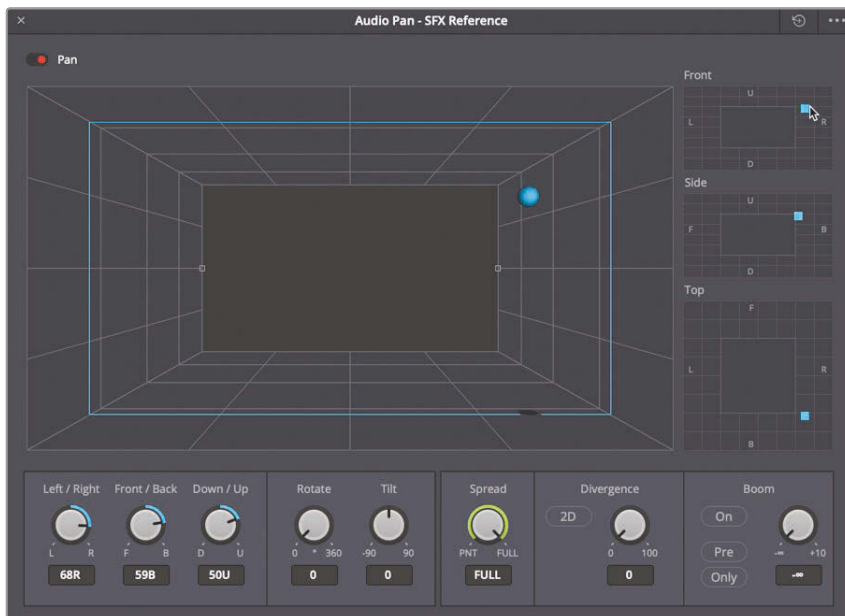 × Audio Pan - SFX Reference
Pan
Front
U
L R
D
Side
U
F B
D
Top
F
L R
B
Left / Right Front / Back Down / Up Rotate Tilt Spread Divergence Boom
2D On
L R F B D U 0 ° 360 -90 90 PNT FULL 0 100 -∞ +10
Pre
68R 59B 50U 0 0 FULL 0 -∞
Only